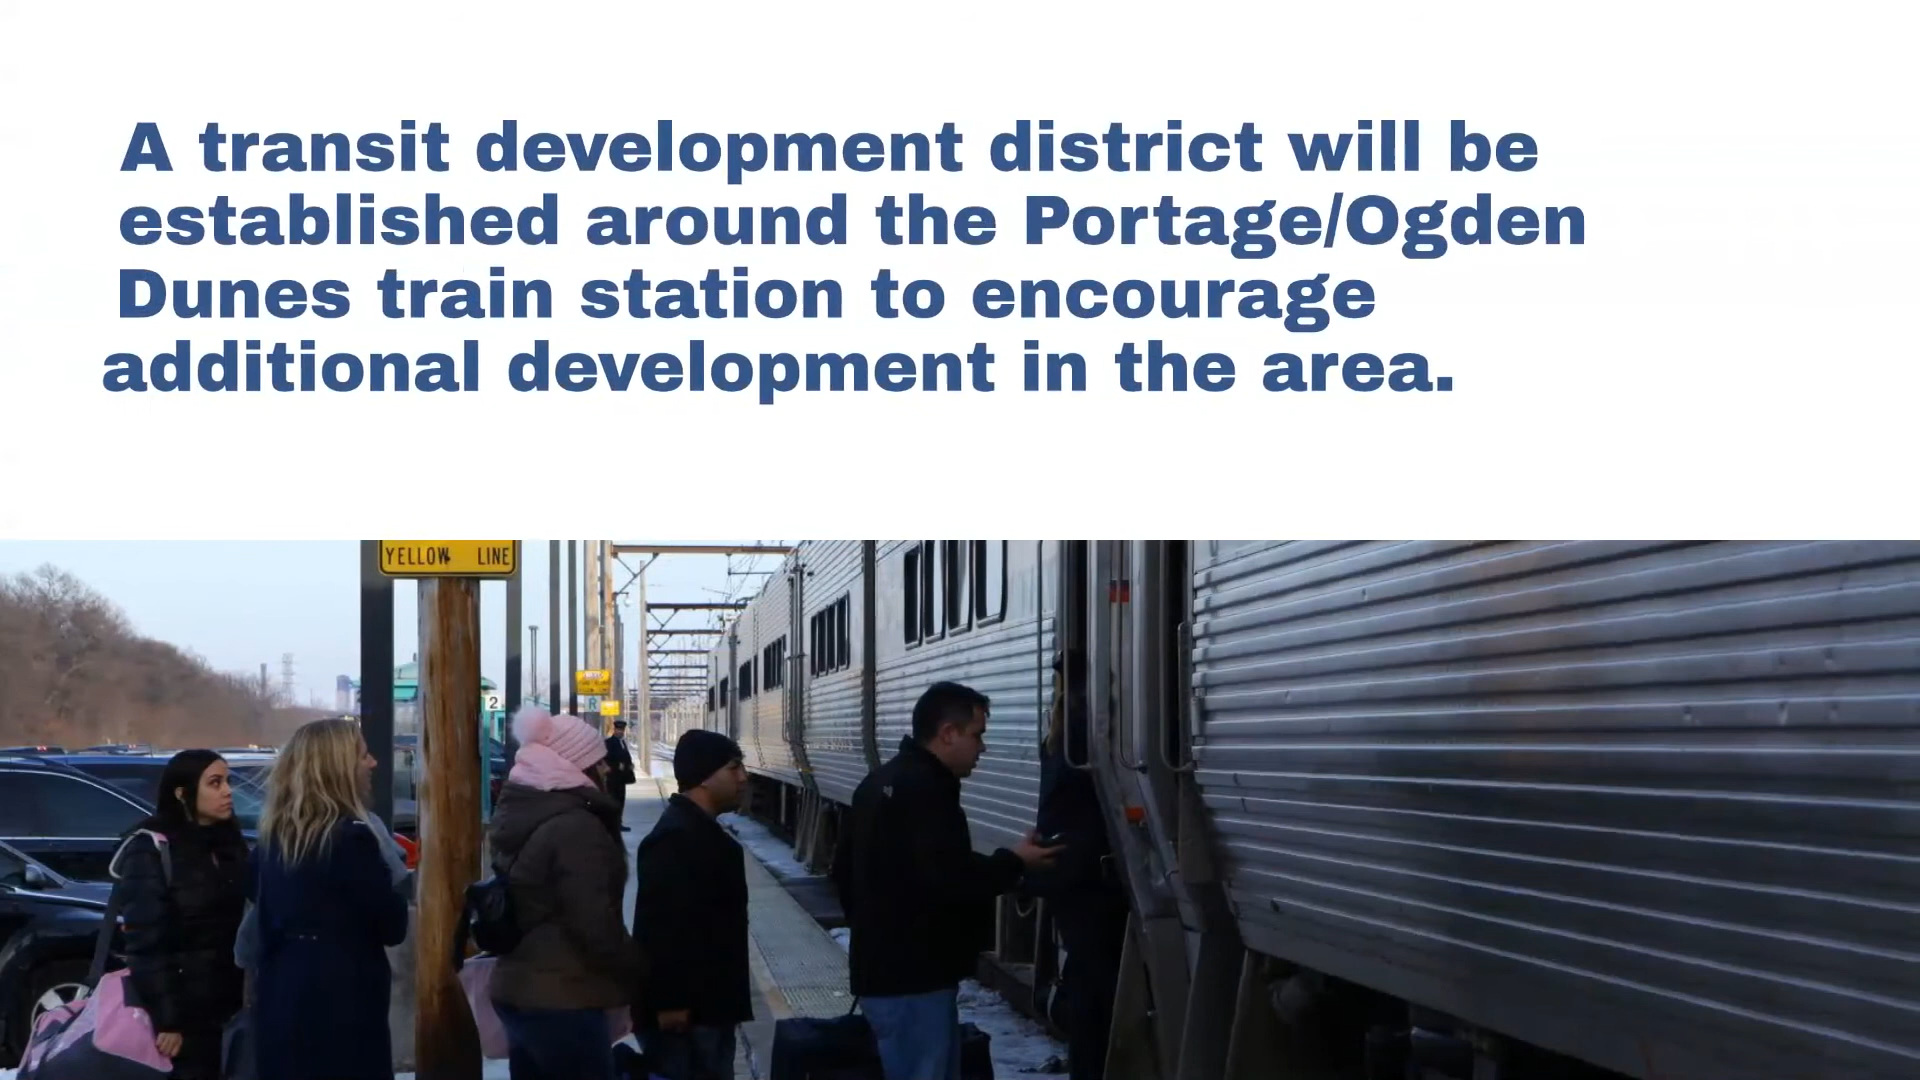 A transit development district will be
established around the Portage/Ogden
Dunes train station to encourage
additional development in the area.
YELLOW LINE
2
R